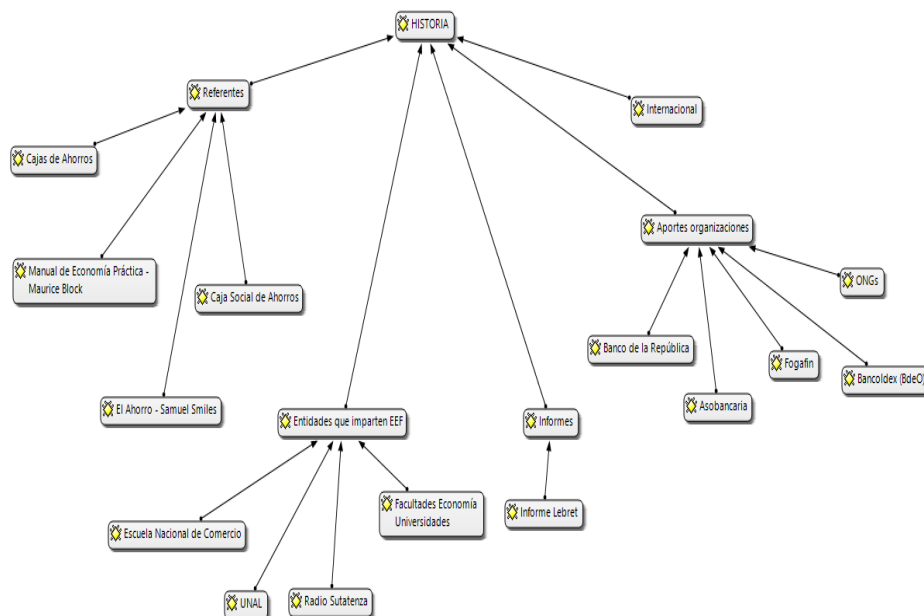 HISTORIA
Referentes
Internacional
Cajas de Ahorros
Aportes organizaciones
Manual de Economía Práctica -
Maurice Block
Caja Social de Ahorros
ONGs
Banco de la República
Fogafin
Bancoldex (BdeO)
Asobancaria
El Ahorro - Samuel Smiles
Entidades que imparten EEF
Informes
Facultades Economía
Universidades
Informe Lebret
Escuela Nacional de Comercio
UNAL
Radio Sutatenza